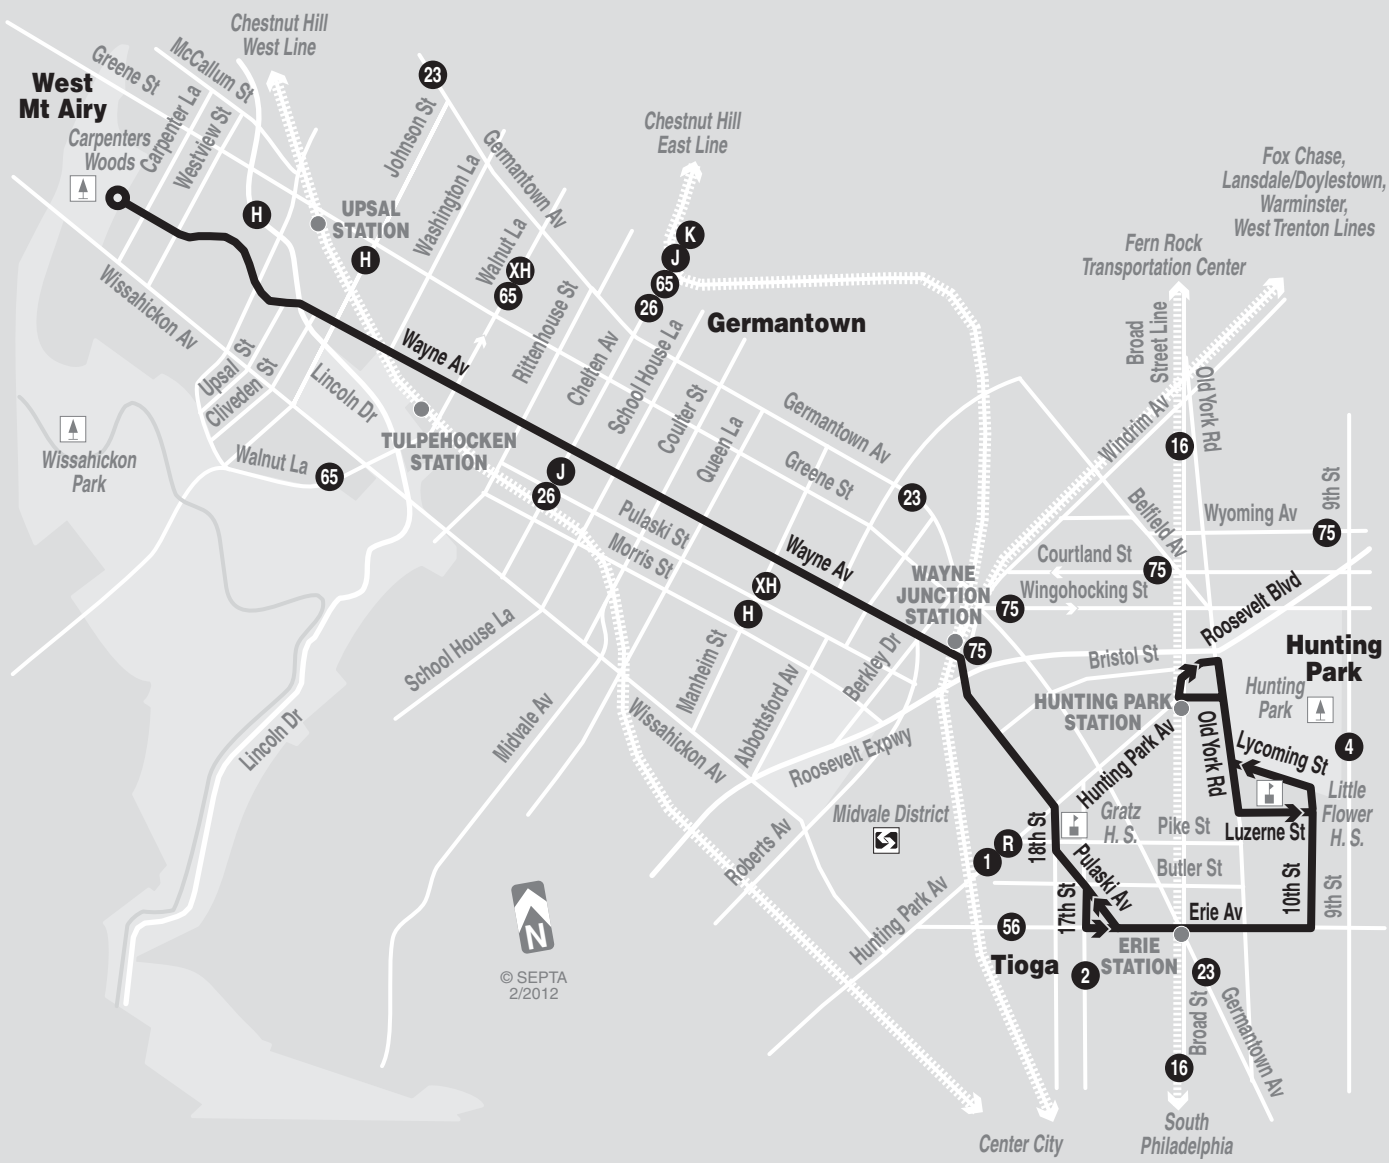 Chestnut Hill
West Line
McCallum St
Greene St
West
Mt Airy
Carpenters
Woods
Carpenter La
Westview St
H
UPSAL
STATION
H
23
Johnson St
Washington La
Germantown Av
Walnut La
XH
65
Rittenhouse St
Chestnut Hill
East Line
K
J
65
26
Germantown
Fox Chase,
Lansdale/Doylestown,
Warminster,
West Trenton Lines
Fern Rock
Transportation Center
Broad
Street Line
Old York Rd
Windrim Av
16
Wissahickon Av
Upsal St
Cliveden St
Lincoln Dr
Wayne Av
Chelten Av
School House La
Coulter St
Queen La
Germantown Av
Greene St
23
TULPEHOCKEN
STATION
Walnut La
65
J
26
Wissahickon
Park
Pulaski St
Morris St
Wayne Av
XH
H
Belfield Av
Wyoming Av
9th St
75
Courtland St
75
Wingohocking St
75
WAYNE
JUNCTION
STATION
75
Roosevelt Blvd
Bristol St
Hunting
Park
Hunting
Park
HUNTING PARK
STATION
School House La
Midvale Av
Manheim St
Abbottsford Av
Berkley Dr
Wissahickon Av
Roosevelt Expwy
Lincoln Dr
Hunting Park Av
Old York Rd
Lycoming St
4
Little
Flower
H. S.
Luzerne St
Midvale District
Gratz
H. S.
Pike St
Butler St
18th St
R
1
Pulaski Av
17th St
Roberts Av
Hunting Park Av
56
Erie Av
10th St
9th St
Tioga
2
ERIE
STATION
23
Germantown Av
Broad St
16
N
© SEPTA
2/2012
Center City
South
Philadelphia